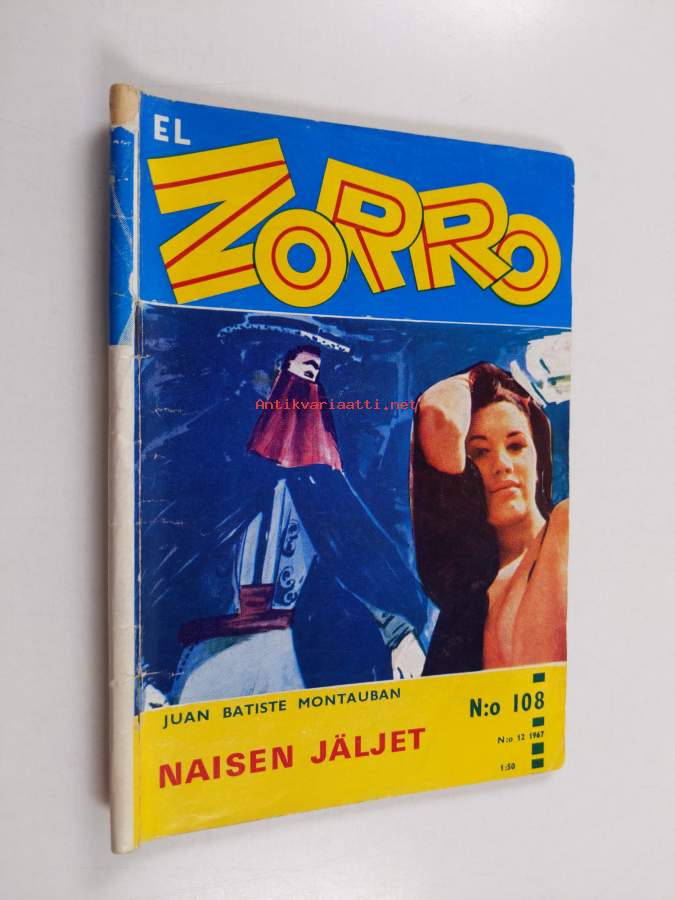 EL
ZORRO
Antikvariaatti.net
JUAN BATISTE MONTAUBAN
N:o 108
NAISEN JÄLJET
N:o 12 1967
1:50